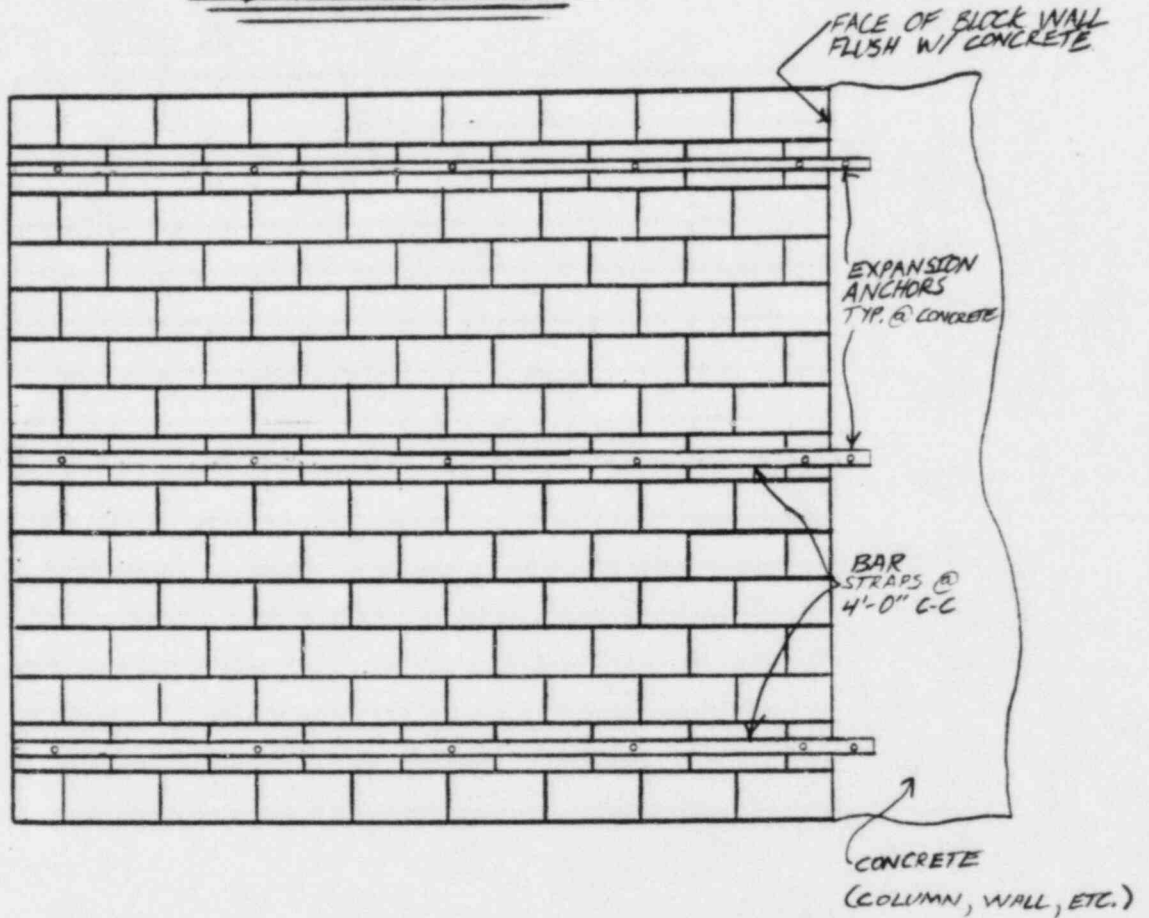 FACE OF BLOCK WALL
FLUSH W/ CONCRETE
EXPANSION
ANCHORS
TYP. @ CONCRETE
BAR
STRAPS @
4'-0" C-C
CONCRETE
(COLUMN, WALL, ETC.)